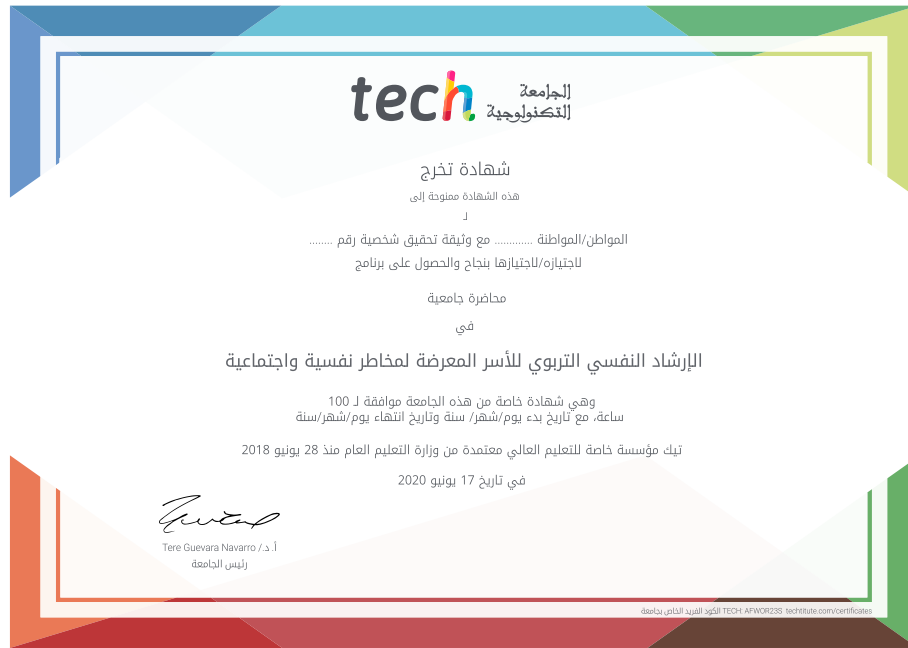 tech الجامعة
التكنولوجية
شهادة تخرج
هذه الشهادة ممنوحة إلى
لـ
المواطن/المواطنة ............. مع وثيقة تحقيق شخصية رقم ........
لاجتيازه/لاجتيازها بنجاح والحصول على برنامج
محاضرة جامعية
في
الإرشاد النفسي التربوي للأسر المعرضة لمخاطر نفسية واجتماعية
وهي شهادة خاصة من هذه الجامعة موافقة لـ 100
ساعة، مع تاريخ بدء يوم/شهر/ سنة وتاريخ انتهاء يوم/شهر/سنة
تيك مؤسسة خاصة للتعليم العالي معتمدة من وزارة التعليم العام منذ 28 يونيو 2018
في تاريخ 17 يونيو 2020
أ. د./ Tere Guevara Navarro
رئيس الجامعة
الكود الفريد الخاص بجامعة TECH: AFWOR23S techtitute.com/certificates